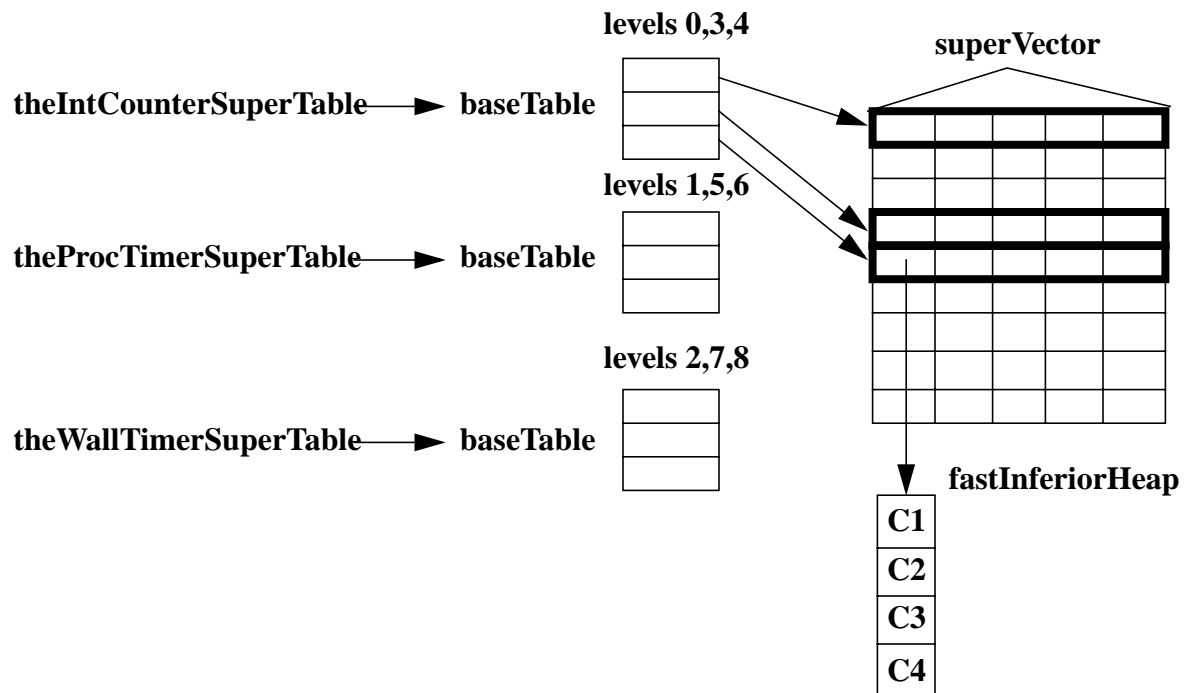 levels 0,3,4
superVector
theIntCounterSuperTable
baseTable
levels 1,5,6
theProcTimerSuperTable
baseTable
levels 2,7,8
theWallTimerSuperTable
baseTable
fastInferiorHeap
C1
C2
C3
C4